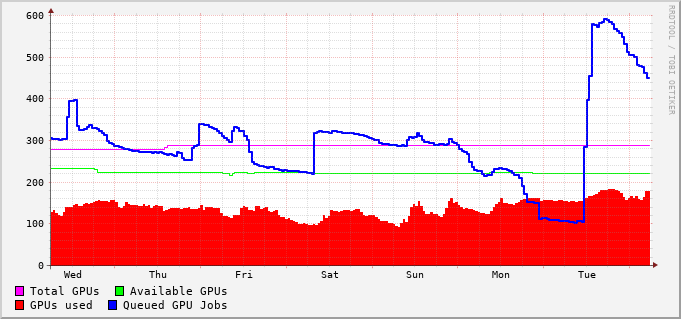 600
500
400
300
200
100
0
Wed Thu Fri Sat Sun Mon Tue
Total GPUs Available GPUs
GPUs used Queued GPU Jobs
RRDTOOL / TOBI OETIKER